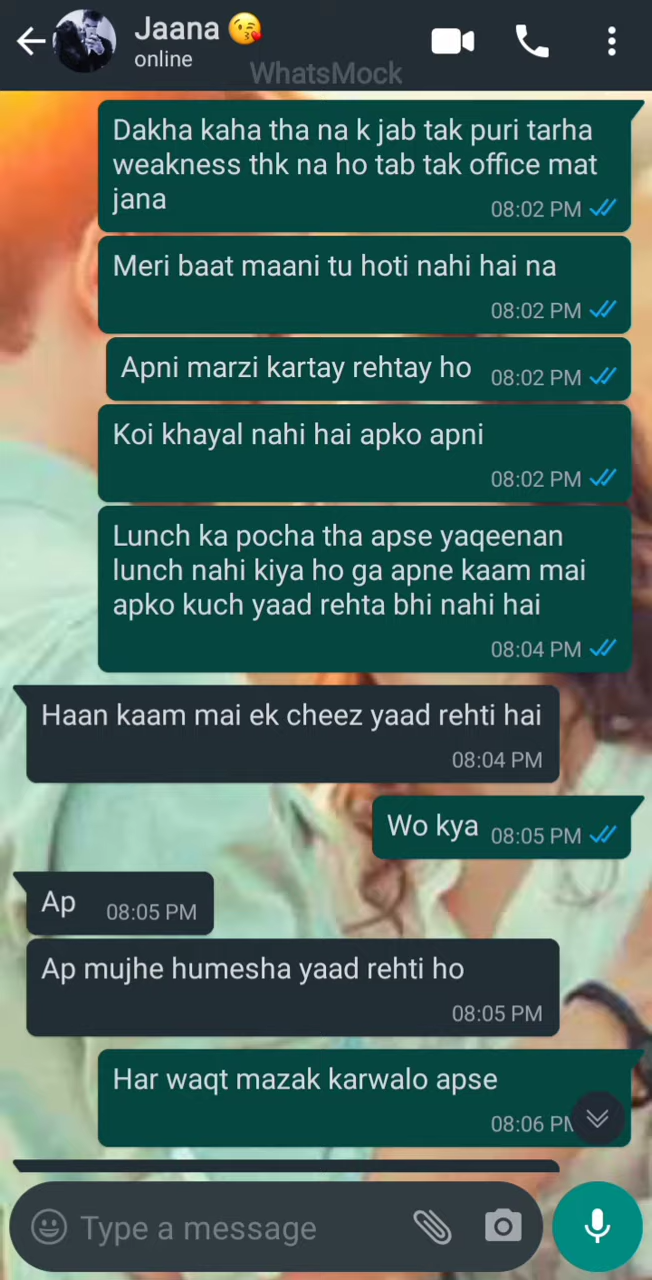 Jaana 😘
online
WhatsMock
Dakha kaha tha na k jab tak puri tarha
weakness thk na ho tab tak office mat
jana
08:02 PM
Meri baat maani tu hoti nahi hai na
08:02 PM
Apni marzi kartay rehtay ho 08:02 PM
Koi khayal nahi hai apko apni
08:02 PM
Lunch ka pocha tha apse yaqeenan
lunch nahi kiya ho ga apne kaam mai
apko kuch yaad rehta bhi nahi hai
08:04 PM
Haan kaam mai ek cheez yaad rehti hai
08:04 PM
Wo kya 08:05 PM
Ap 08:05 PM
Ap mujhe humesha yaad rehti ho
08:05 PM
Har waqt mazak karwalo apse
08:06 PM
Type a message